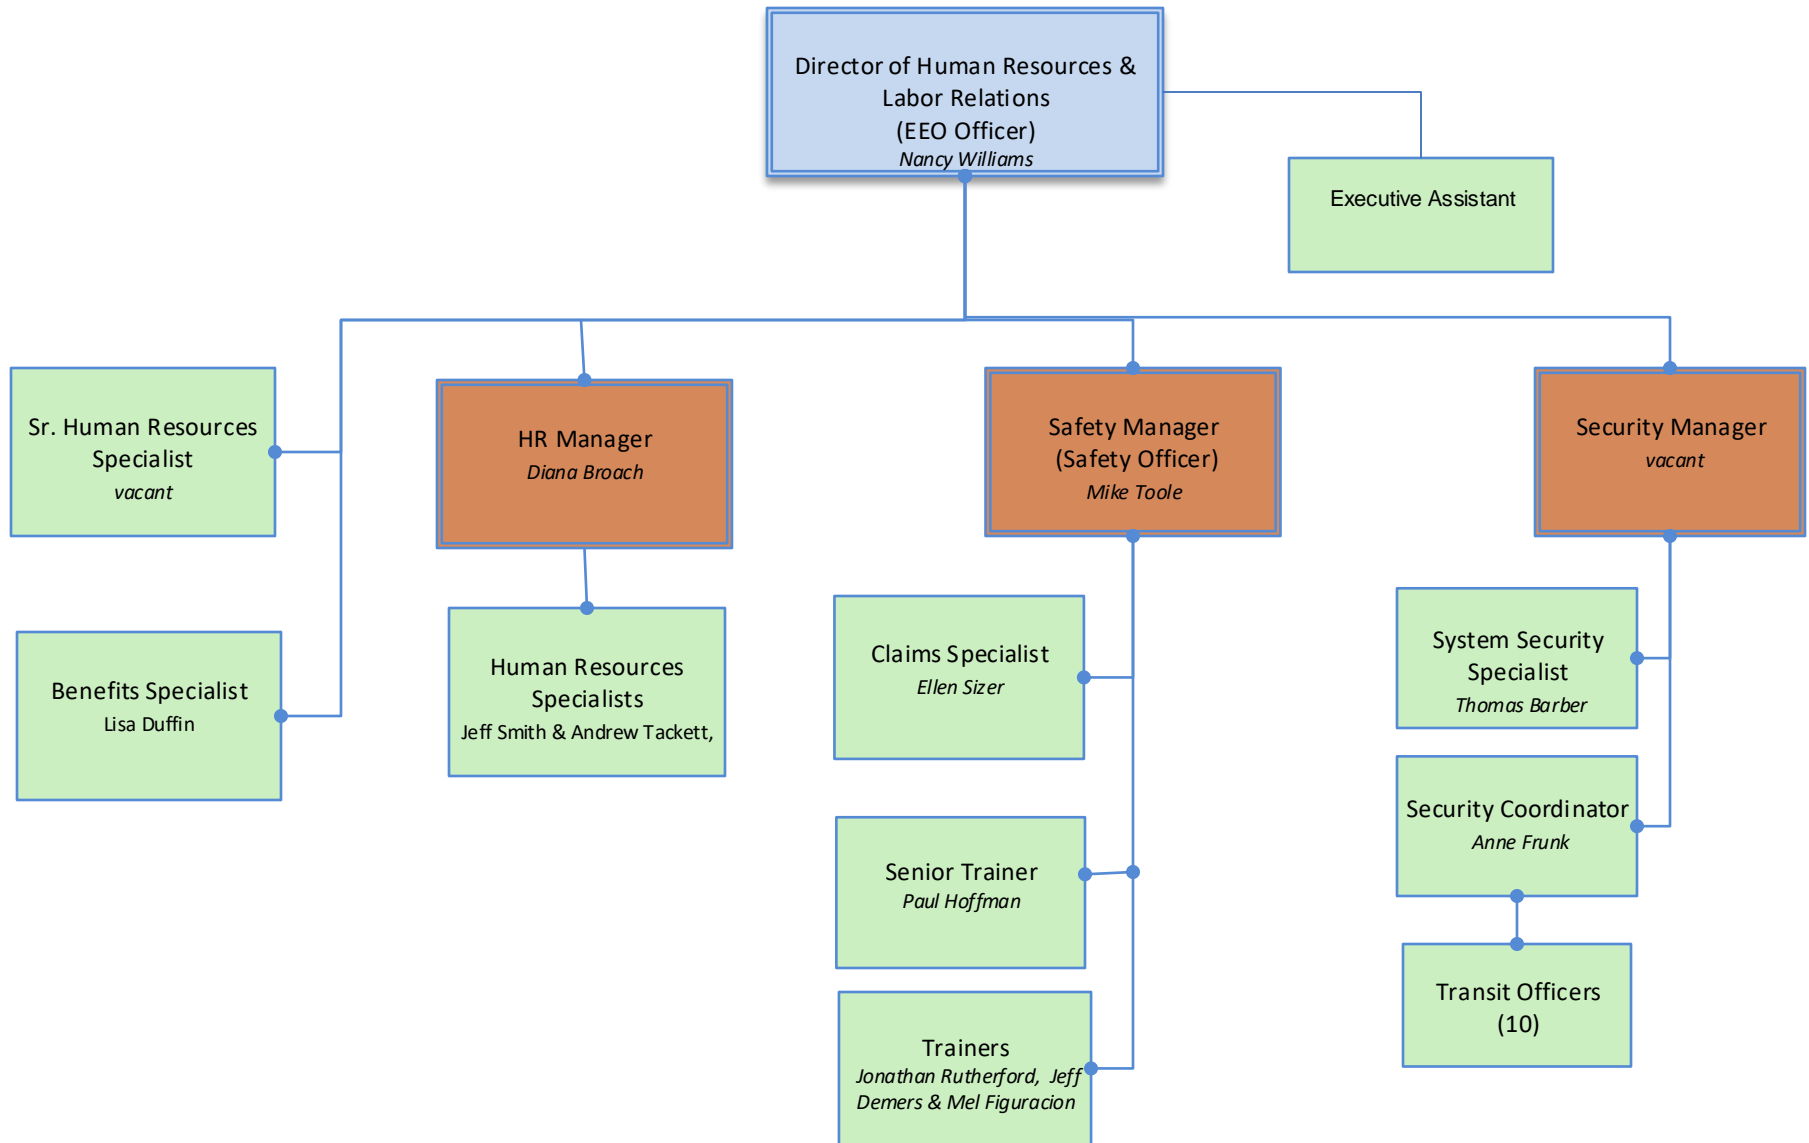 Director of Human Resources &
Labor Relations
(EEO Officer)
Nancy Williams
Executive Assistant
Sr. Human Resources
Specialist
vacant
HR Manager
Diana Broach
Safety Manager
(Safety Officer)
Mike Toole
Security Manager
vacant
Benefits Specialist
Lisa Duffin
Human Resources
Specialists
Jeff Smith & Andrew Tackett,
Claims Specialist
Ellen Sizer
System Security
Specialist
Thomas Barber
Senior Trainer
Paul Hoffman
Security Coordinator
Anne Frunk
Trainers
Jonathan Rutherford, Jeff
Demers & Mel Figuracion
Transit Officers
(10)